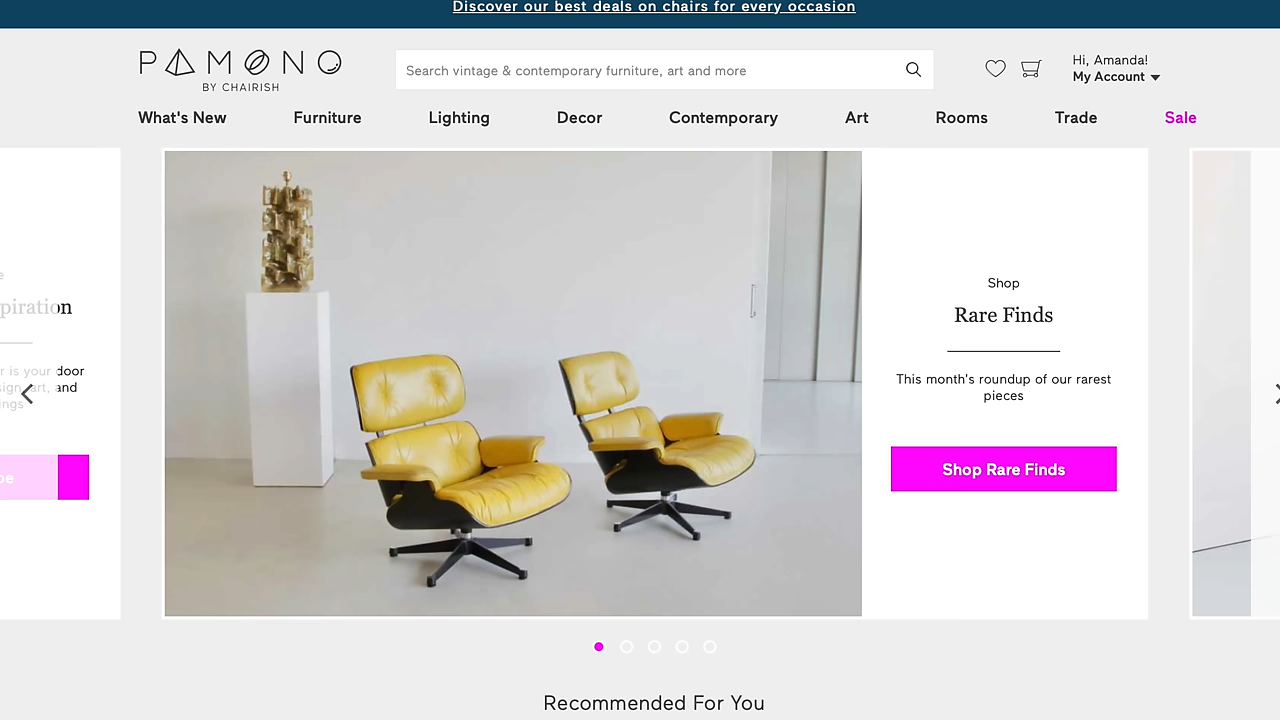 Discover our best deals on chairs for every occasion
PAMONO
BY CHAIRISH
Search vintage & contemporary furniture, art and more
Hi, Amanda!
My Account
What's New
Furniture
Lighting
Decor
Contemporary
Art
Rooms
Trade
Sale
piration
r is your door
sign, art, and
ings
Shop
Rare Finds
This month's roundup of our rarest
pieces
Shop Rare Finds
Recommended For You